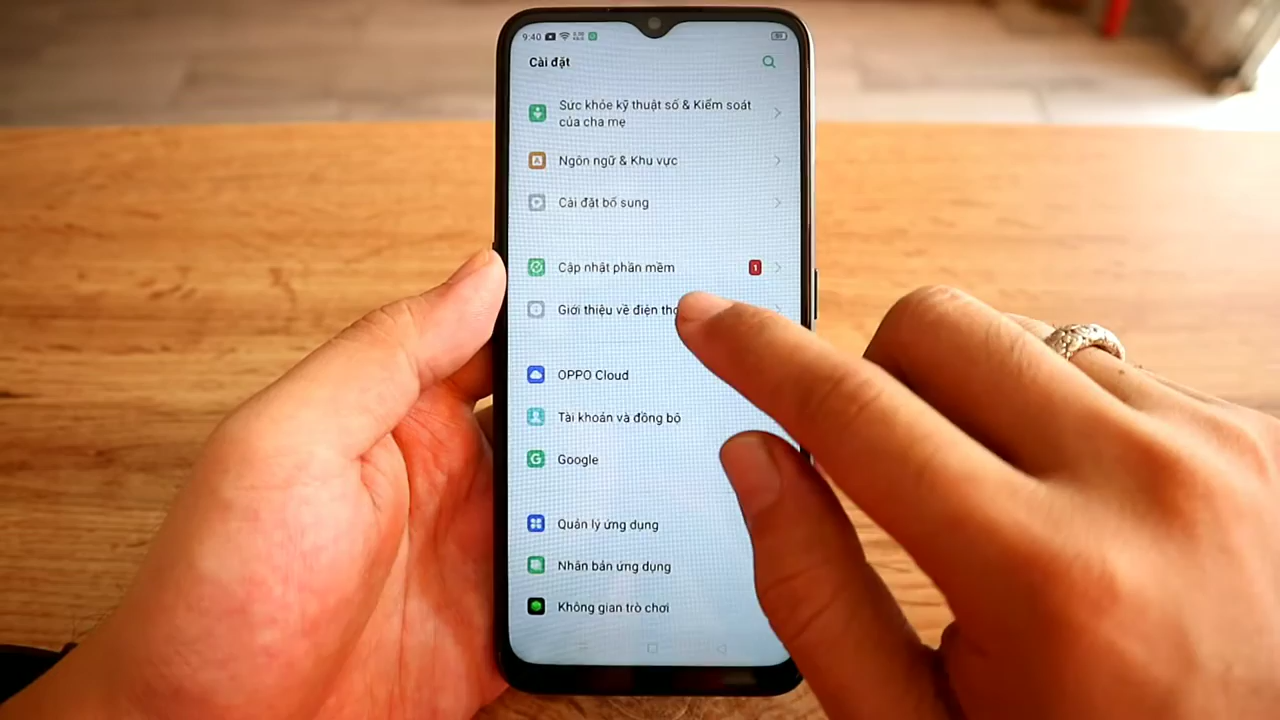 9:40
Cài đặt
Sức khỏe kỹ thuật số & Kiểm soát
của cha mẹ
Ngôn ngữ & Khu vực
Cài đặt bổ sung
Cập nhật phần mềm 1
Giới thiệu về điện
OPPO Cloud
Tài khoản và đồng bộ
Google
Quản lý ứng dụng
Nhân bản ứng dụng
Không gian trò chơi